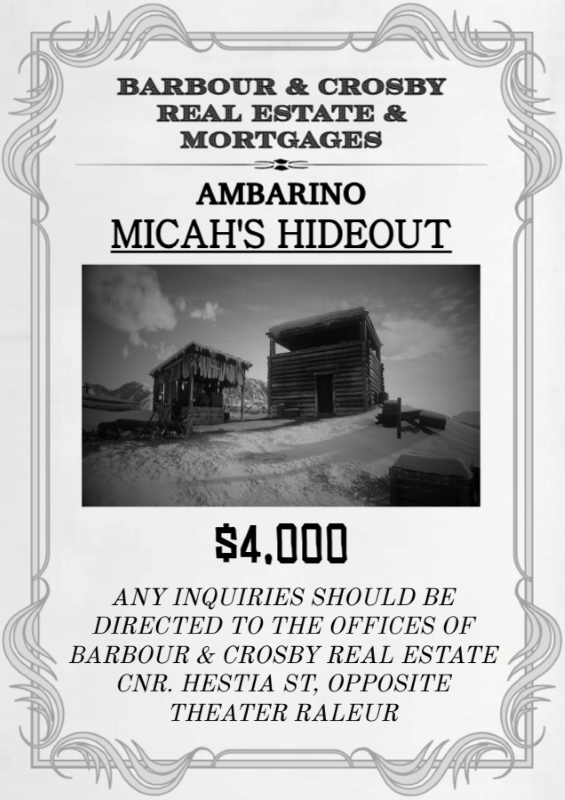 BARBOUR & CROSBY
REAL ESTATE &
MORTGAGES
AMBARINO
MICAH'S HIDEOUT
$4,000
ANY INQUIRIES SHOULD BE
DIRECTED TO THE OFFICES OF
BARBOUR & CROSBY REAL ESTATE
CNR. HESTIA ST, OPPOSITE
THEATER RALEUR